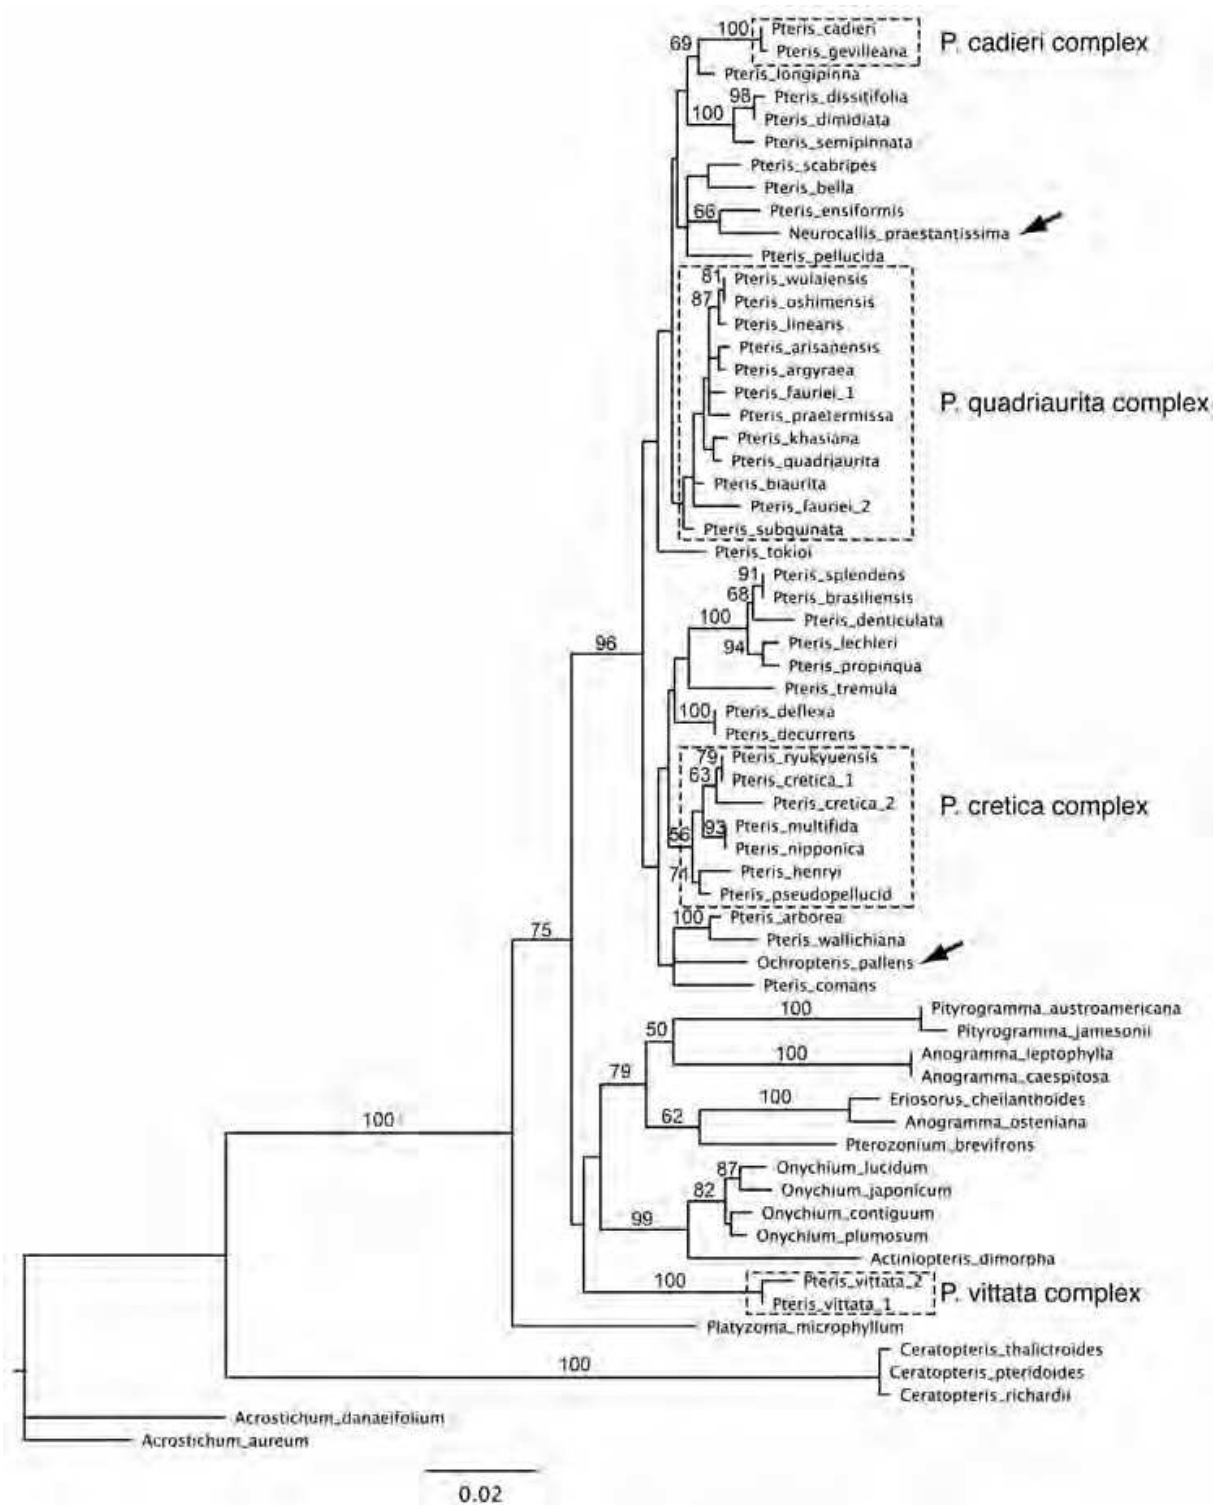 100 Pteris_cadieri
69 Pteris_gevilleana
P. cadieri complex
Pteris_longipinna
98 Pteris_dissitifolia
100 Pteris_dimidiata
Pteris_semipinnata
Pteris_scabripes
Pteris_bella
66 Pteris_ensiformis
Neurocallis_praestantissima
Pteris_pellucida
81 Pteris_wulaiensis
87 Pteris_oshimensis
Pteris_linearis
Pteris_arisanensis
Pteris_argyraea
Pteris_fauriei_1
P. quadriaurita complex
Pteris_praetermissa
Pteris_khasiana
Pteris_quadriaurita
Pteris_biaurita
Pteris_fauriei_2
Pteris_subquinata
Pteris_tokioi
91 Pteris_splendens
68 Pteris_brasiliensis
100 Pteris_denticulata
96 94 Pteris_lechleri
Pteris_propinqua
Pteris_tremula
100 Pteris_deflexa
Pteris_decurrens
79 Pteris_ryukyuensis
63 Pteris_cretica_1
Pteris_cretica_2
P. cretica complex
56 93 Pteris_multifida
Pteris_nipponica
74 Pteris_henryi
Pteris_pseudopellucid
100 Pteris_arborea
75 Pteris_wallichiana
Ochropteris_pallens
Pteris_comans
100 Pityrogramma_austroamericana
50 Pityrogramma_jamesonii
100 Anogramma_leptophylla
79 Anogramma_caespitosa
100 Eriosorus_cheilanthoides
100 62 Anogramma_osteniana
Pterozonium_brevifrons
87 Onychium_lucidum
82 Onychium_japonicum
99 Onychium_contiguum
Onychium_plumosum
Actiniopteris_dimorpha
100 Pteris_vittata_2
Pteris_vittata_1
P. vittata complex
Platyzoma_microphyllum
100 Ceratopteris_thalictroides
Ceratopteris_pteridoides
Ceratopteris_richardii
Acrostichum_danaeifolium
Acrostichum_aureum
0.02